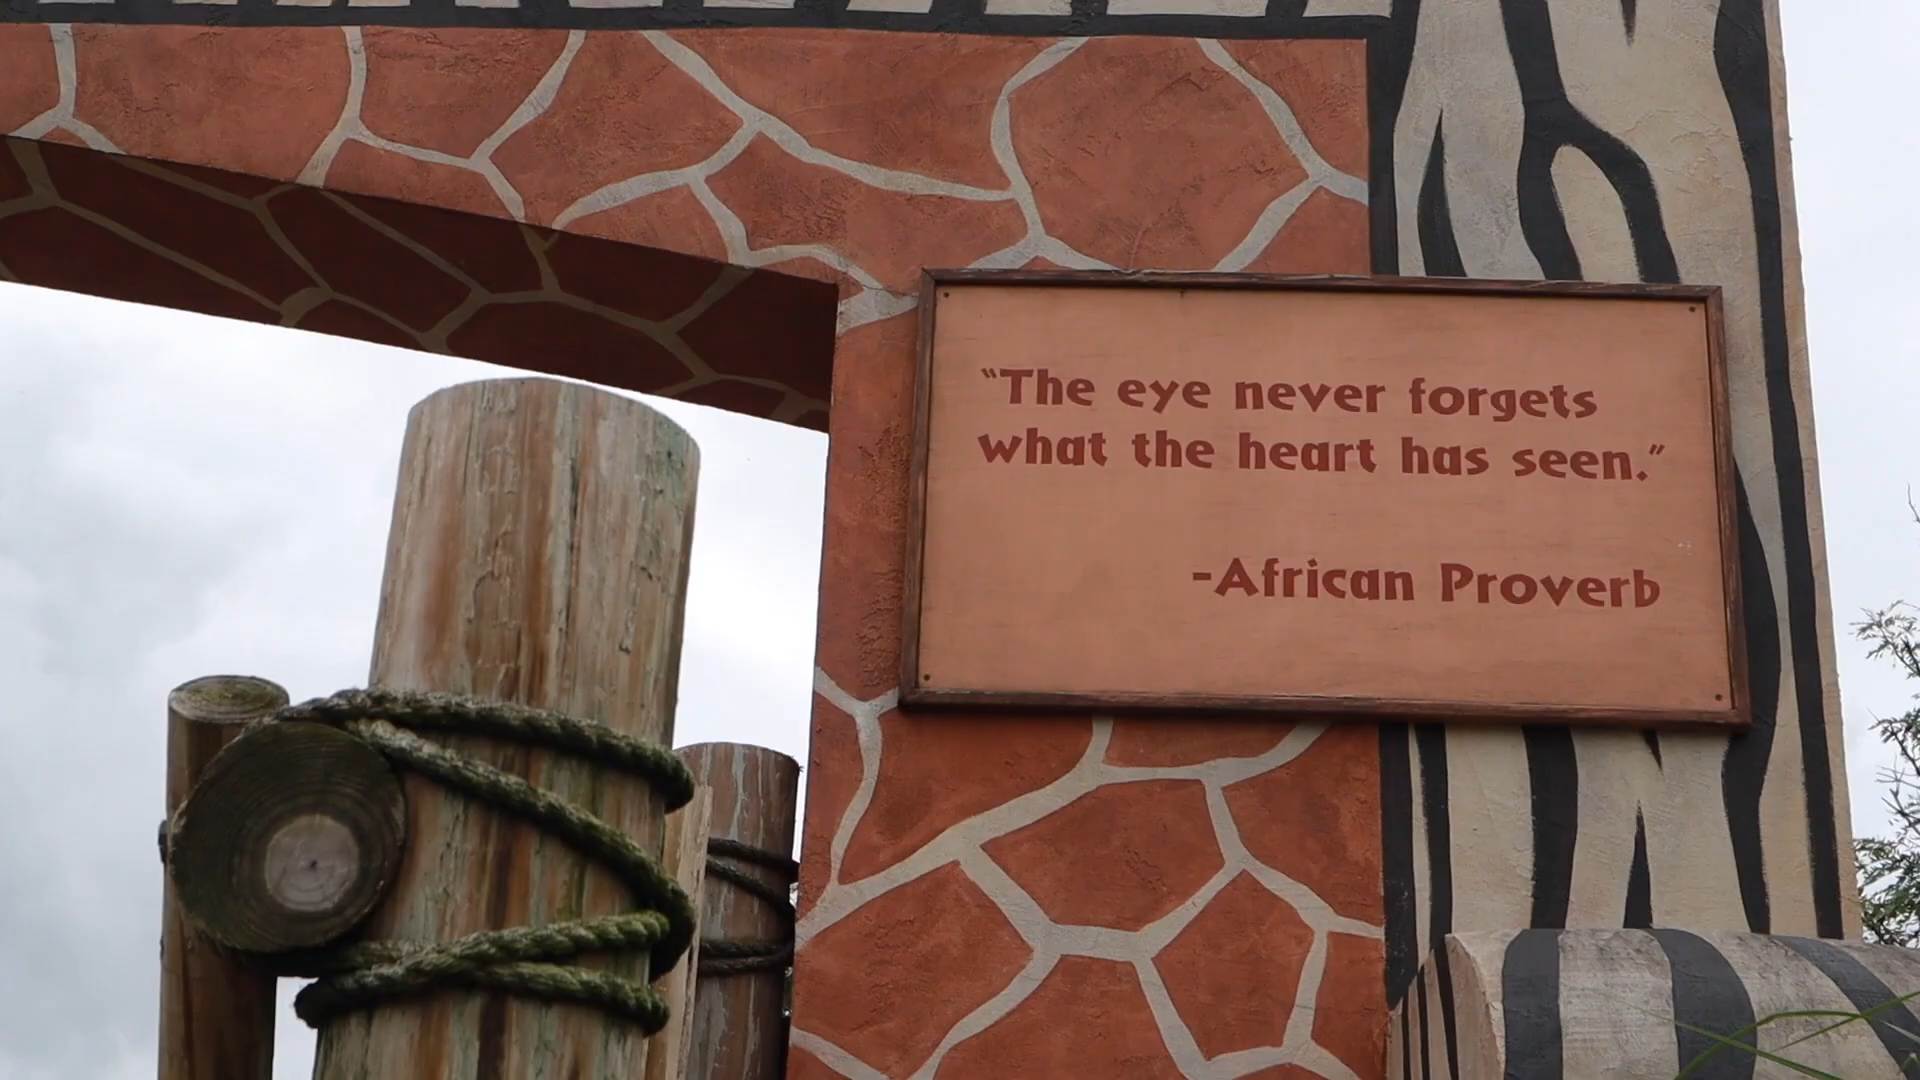 “The eye never forgets
what the heart has seen.”
-African Proverb